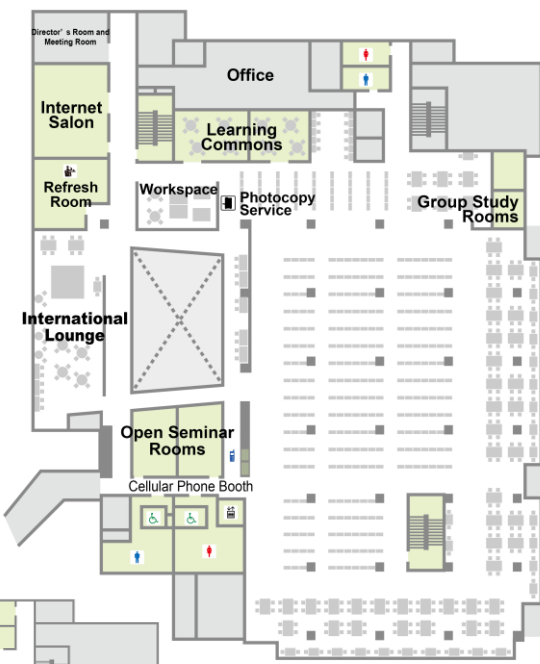 Director's Room and
Meeting Room
Office
Internet
Salon
Learning
Commons
Refresh
Room
Workspace
Photocopy
Service
Group Study
Rooms
International
Lounge
Open Seminar
Rooms
Cellular Phone Booth